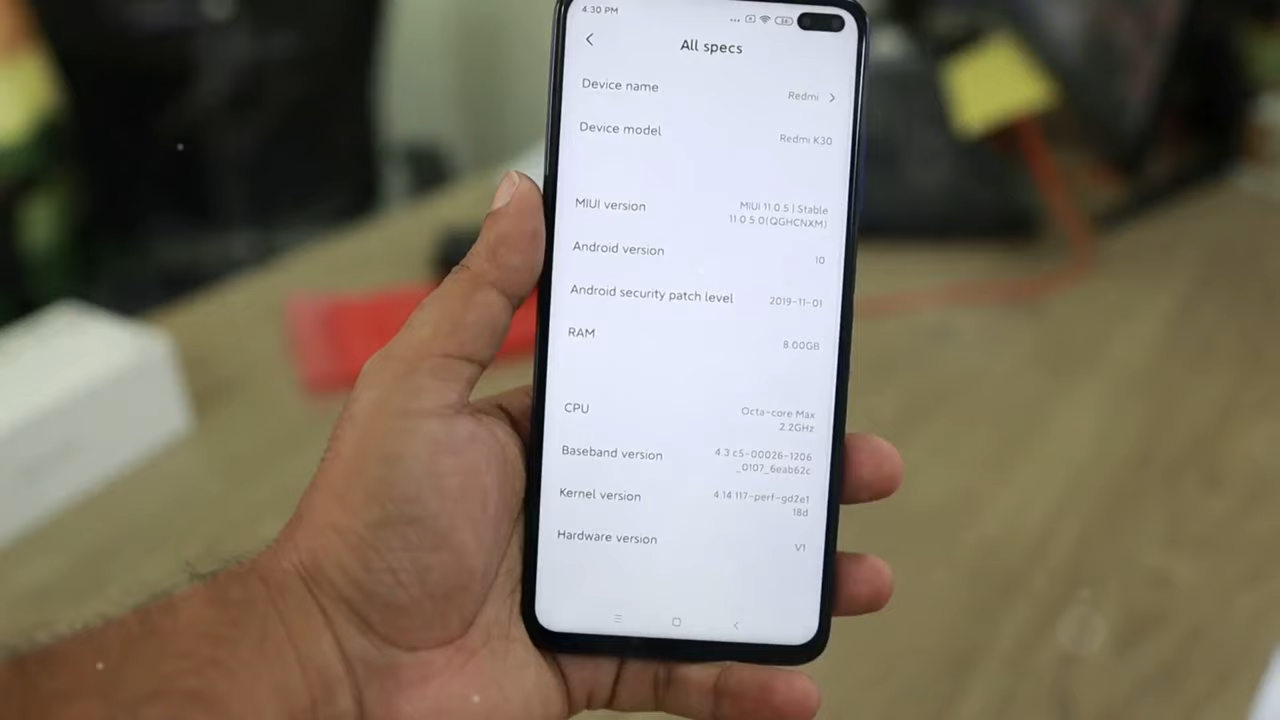 4:30 PM
All specs
Device name
Redmi
Device model
Redmi K30
MIUI version
MIUI 11.0.5 | Stable
11.0.5.0(QGHCNXM)
Android version
10
Android security patch level
2019-11-01
RAM
8.00GB
CPU
Octa-core Max
2.2GHz
Baseband version
4.3.c5-00026-1206
_0107_6eab62c
Kernel version
4.14.117-perf-gd2e1
18d
Hardware version
V1